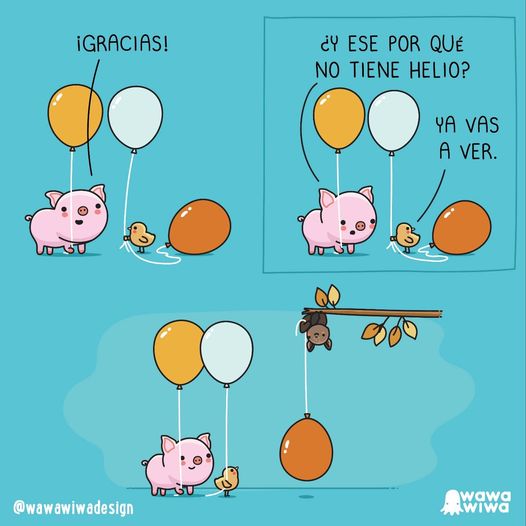 ¡GRACIAS!
¿Y ESE POR QUÉ
NO TIENE HELIO?
YA VAS
A VER.
@wawawiwadesign
wawa
wiwa